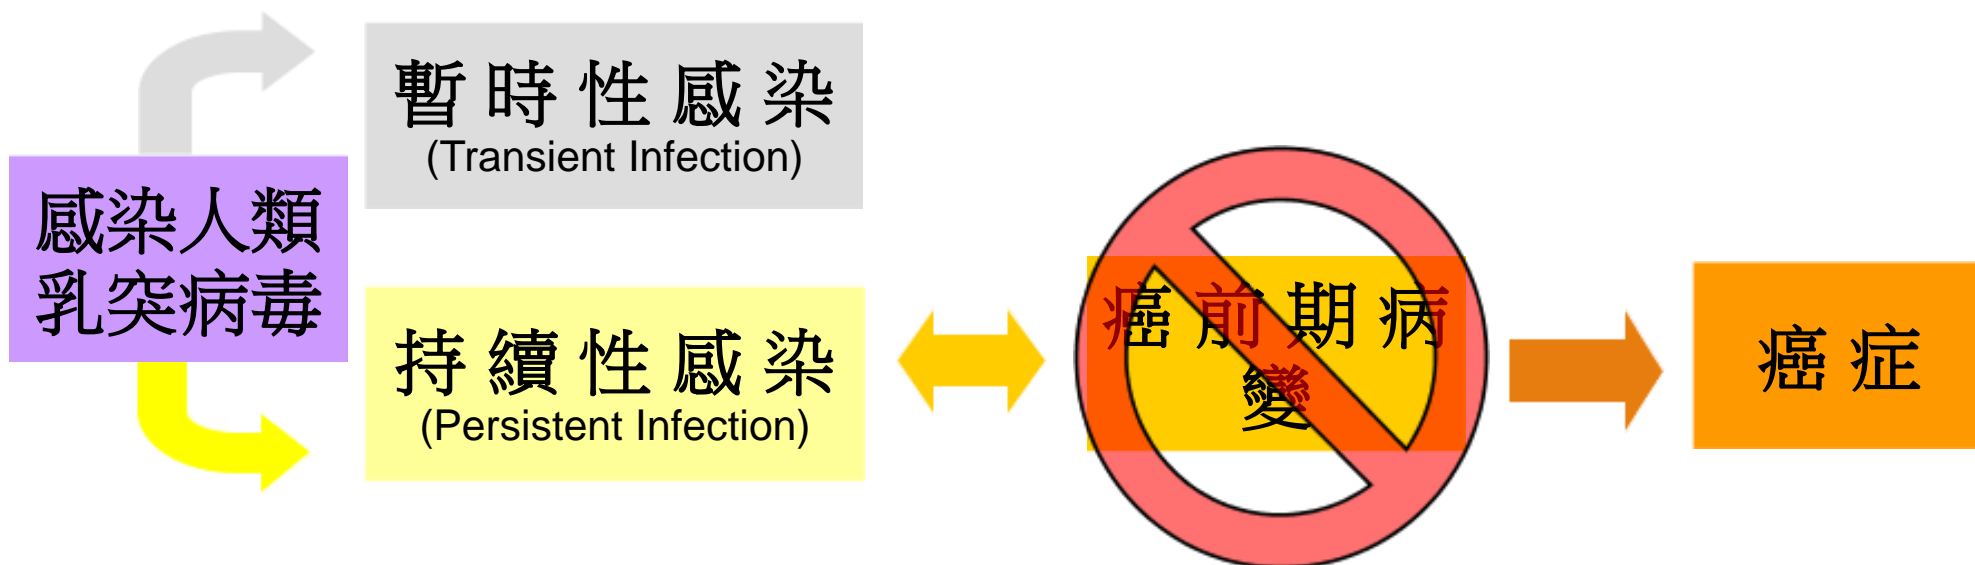 暫時性感染
(Transient Infection)
感染人類
乳突病毒
持續性感染
(Persistent Infection)
癌前期病
變
癌症